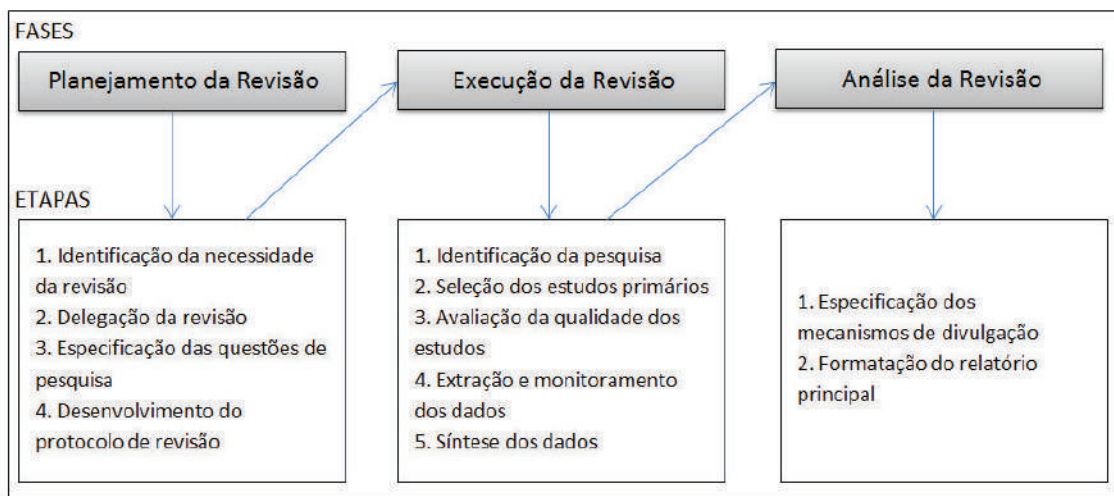 FASES
Planejamento da Revisão
Execução da Revisão
Análise da Revisão
ETAPAS
1. Identificação da necessidade
da revisão
2. Delegação da revisão
3. Especificação das questões de
pesquisa
4. Desenvolvimento do
protocolo de revisão
1. Identificação da pesquisa
2. Seleção dos estudos primários
3. Avaliação da qualidade dos
estudos
4. Extração e monitoramento
dos dados
5. Síntese dos dados
1. Especificação dos
mecanismos de divulgação
2. Formatação do relatório
principal